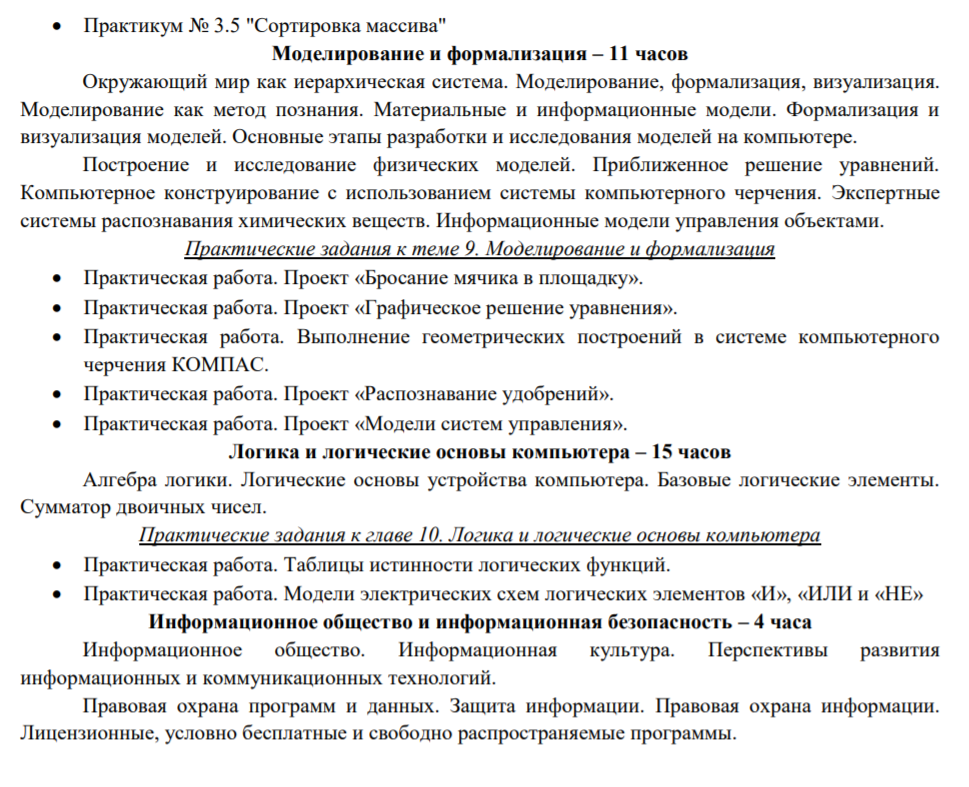 • Практикум № 3.5 "Сортировка массива"
Моделирование и формализация – 11 часов
Окружающий мир как иерархическая система. Моделирование, формализация, визуализация.
Моделирование как метод познания. Материальные и информационные модели. Формализация и
визуализация моделей. Основные этапы разработки и исследования моделей на компьютере.
Построение и исследование физических моделей. Приближенное решение уравнений.
Компьютерное конструирование с использованием системы компьютерного черчения. Экспертные
системы распознавания химических веществ. Информационные модели управления объектами.
Практические задания к теме 9. Моделирование и формализация
• Практическая работа. Проект «Бросание мячика в площадку».
• Практическая работа. Проект «Графическое решение уравнения».
• Практическая работа. Выполнение геометрических построений в системе компьютерного
черчения КОМПАС.
• Практическая работа. Проект «Распознавание удобрений».
• Практическая работа. Проект «Модели систем управления».
Логика и логические основы компьютера – 15 часов
Алгебра логики. Логические основы устройства компьютера. Базовые логические элементы.
Сумматор двоичных чисел.
Практические задания к главе 10. Логика и логические основы компьютера
• Практическая работа. Таблицы истинности логических функций.
• Практическая работа. Модели электрических схем логических элементов «И», «ИЛИ и «НЕ»
Информационное общество и информационная безопасность – 4 часа
Информационное общество. Информационная культура. Перспективы развития
информационных и коммуникационных технологий.
Правовая охрана программ и данных. Защита информации. Правовая охрана информации.
Лицензионные, условно бесплатные и свободно распространяемые программы.